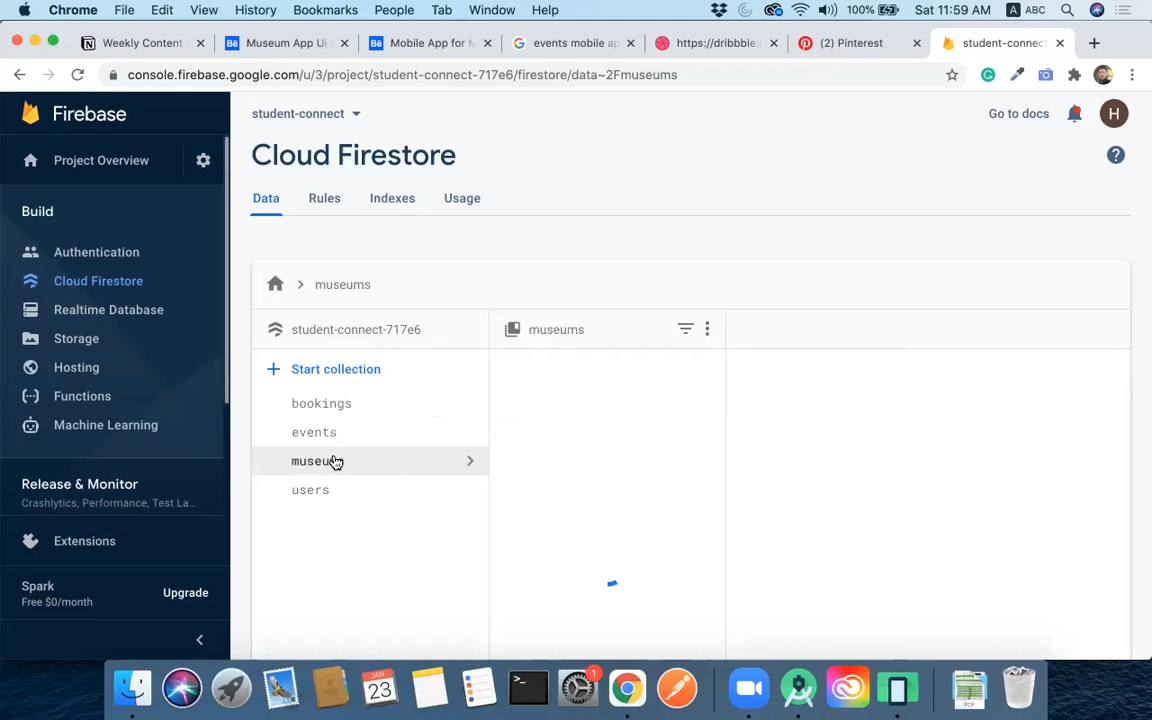 Chrome File Edit View History Bookmarks People Tab Window Help 100% Sat 11:59 AM A ABC
Weekly Content Museum App Ui Mobile App for M events mobile ap https://dribbble. (2) Pinterest student-connect
console.firebase.google.com/u/3/project/student-connect-717e6/firestore/data~2Fmuseums
Firebase
student-connect
Go to docs
H
Project Overview
Cloud Firestore
Data Rules Indexes Usage
Build
Authentication
Cloud Firestore
Realtime Database
Storage
Hosting
Functions
Machine Learning
museums
student-connect-717e6
museums
Start collection
bookings
events
users
Release & Monitor
Crashlytics, Performance, Test La...
Extensions
Spark
Free $0/month
Upgrade
JAN
23
1